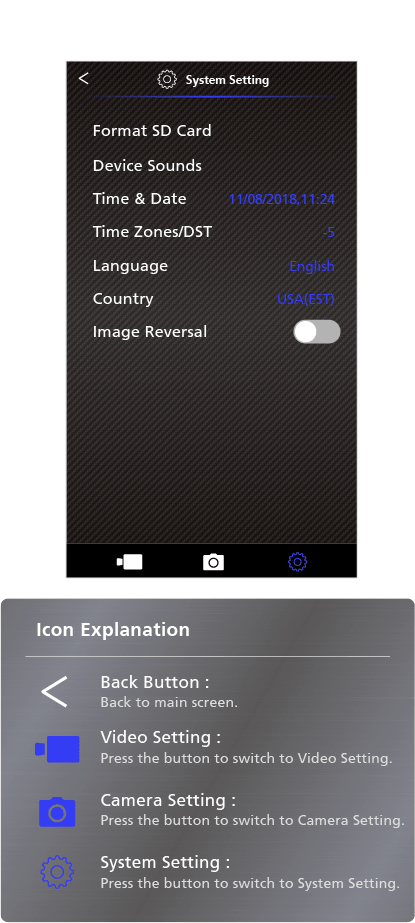 <
System Setting
Format SD Card
Device Sounds
Time & Date 11/08/2018,11:24
Time Zones/DST -5
Language English
Country USA(EST)
Image Reversal
Icon Explanation
Back Button :
Back to main screen.
Video Setting :
Press the button to switch to Video Setting.
Camera Setting :
Press the button to switch to Camera Setting.
System Setting :
Press the button to switch to System Setting.